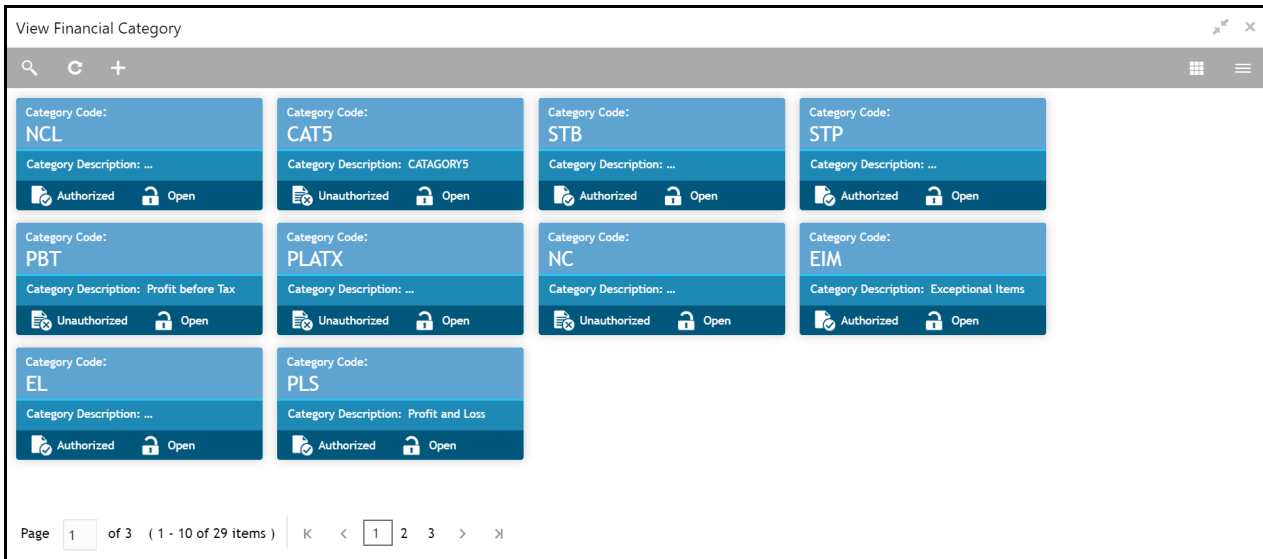 View Financial Category
Category Code:
NCL
Category Description: ...
Authorized Open
Category Code:
CAT5
Category Description: CATAGORY5
Unauthorized Open
Category Code:
STB
Category Description: ...
Authorized Open
Category Code:
STP
Category Description: ...
Authorized Open
Category Code:
PBT
Category Description: Profit before Tax
Unauthorized Open
Category Code:
PLATX
Category Description: ...
Unauthorized Open
Category Code:
NC
Category Description: ...
Unauthorized Open
Category Code:
EIM
Category Description: Exceptional Items
Authorized Open
Category Code:
EL
Category Description: ...
Authorized Open
Category Code:
PLS
Category Description: Profit and Loss
Authorized Open
Page 1 of 3 ( 1 - 10 of 29 items ) 1 2 3